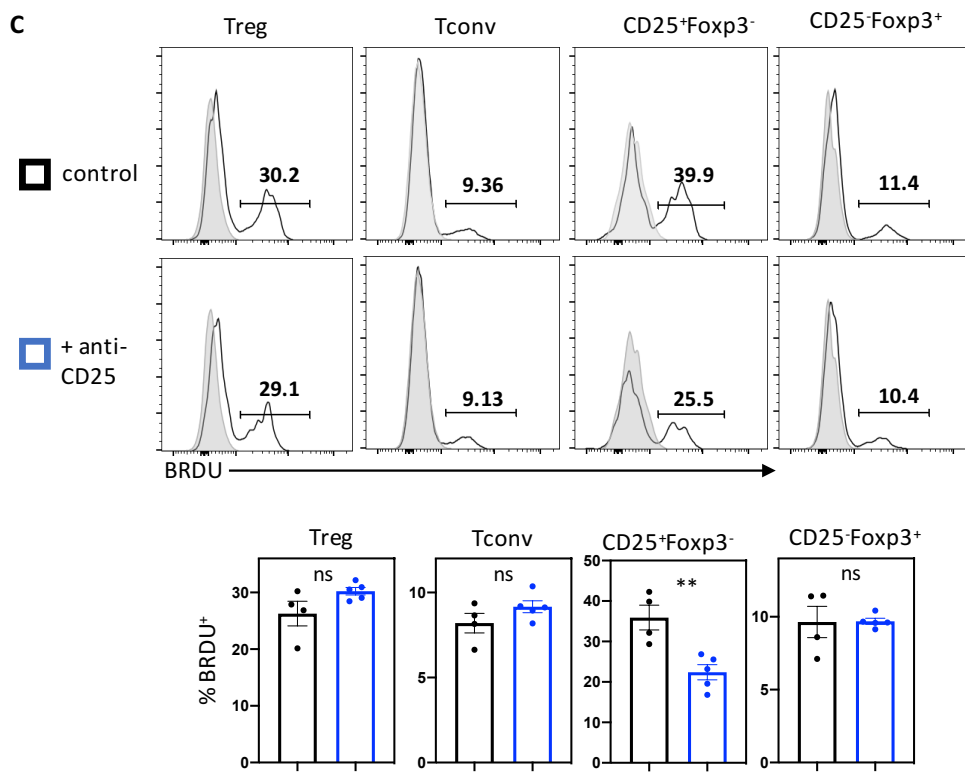 C
Treg Tconv CD25⁺Foxp3⁻ CD25⁻Foxp3⁺
control
30.2 9.36 39.9 11.4
+ anti-
CD25
29.1 9.13 25.5 10.4
BRDU
Treg Tconv CD25⁺Foxp3⁻ CD25⁻Foxp3⁺
% BRDU⁺
ns ns ** ns
30
20
10
0
10
5
0
50
40
30
20
10
0
10
5
0